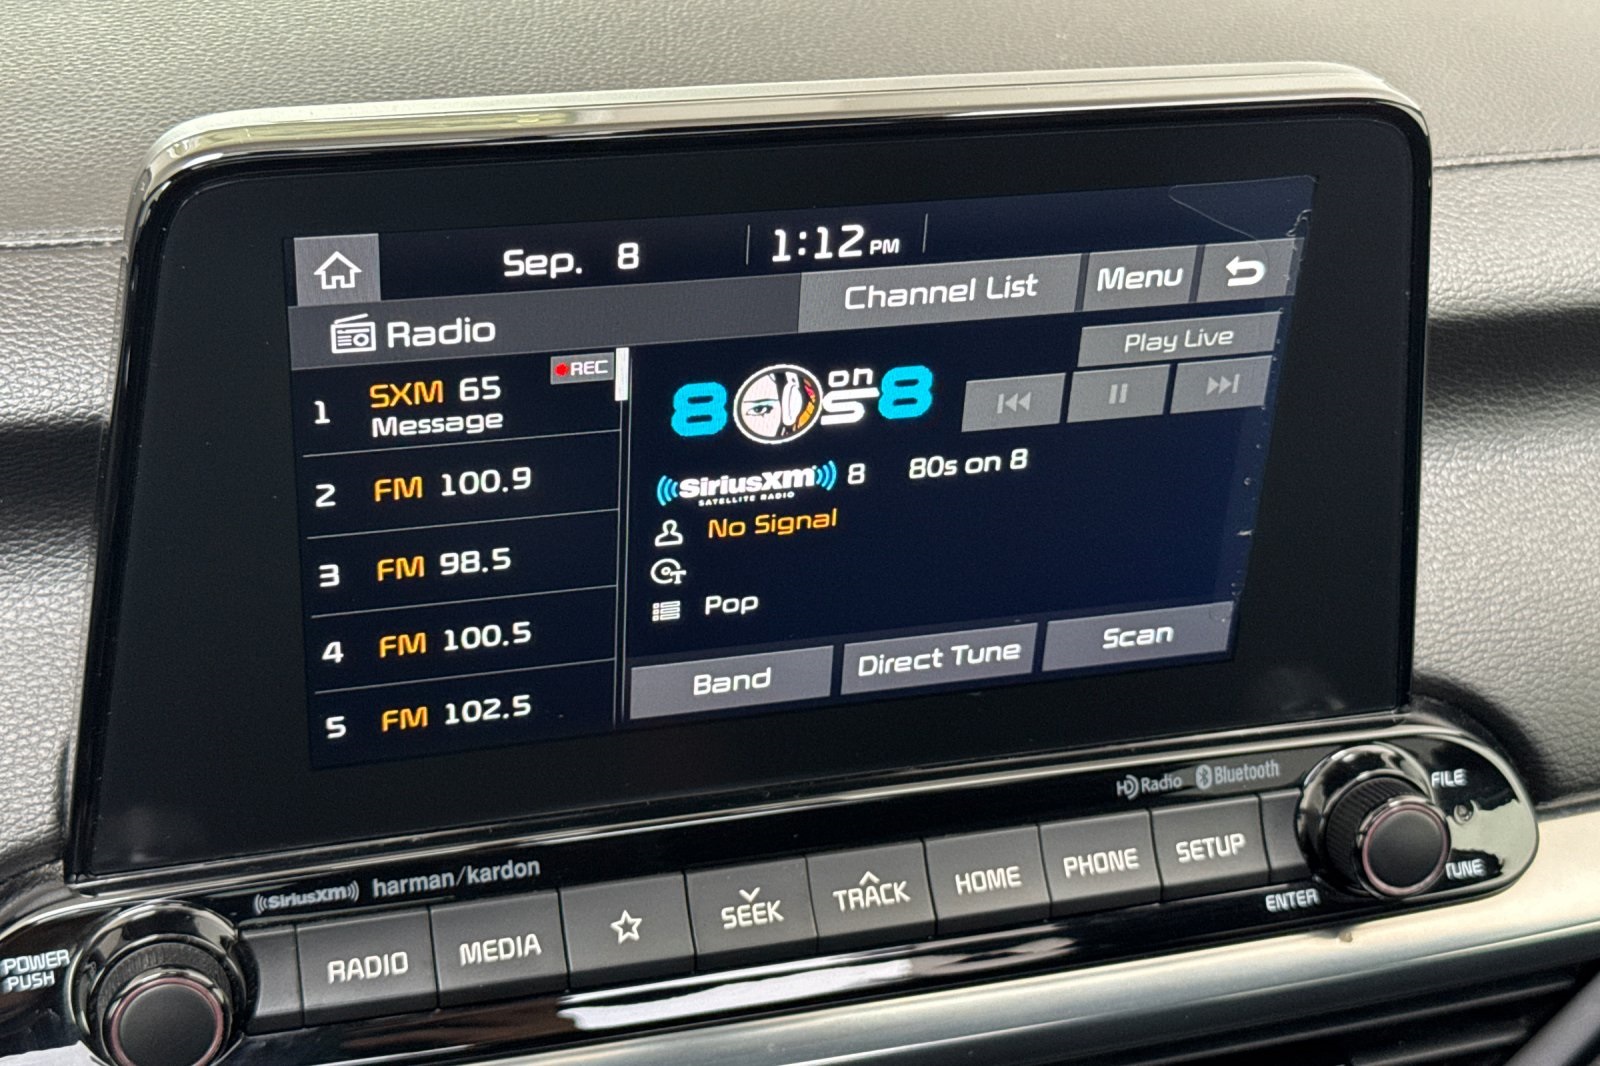 Sep. 8
1:12 PM
Channel List
Menu
Radio
Play Live
REC
1 SXM 65
Message
2 FM 100.9
3 FM 98.5
4 FM 100.5
5 FM 102.5
80s on 8
SiriusXM 8 80s on 8
SATELLITE RADIO
No Signal
Pop
Band
Direct Tune
Scan
HD Radio Bluetooth
SiriusXM harman/kardon
POWER
PUSH
RADIO
MEDIA
SEEK
TRACK
HOME
PHONE
SETUP
ENTER
FILE
TUNE